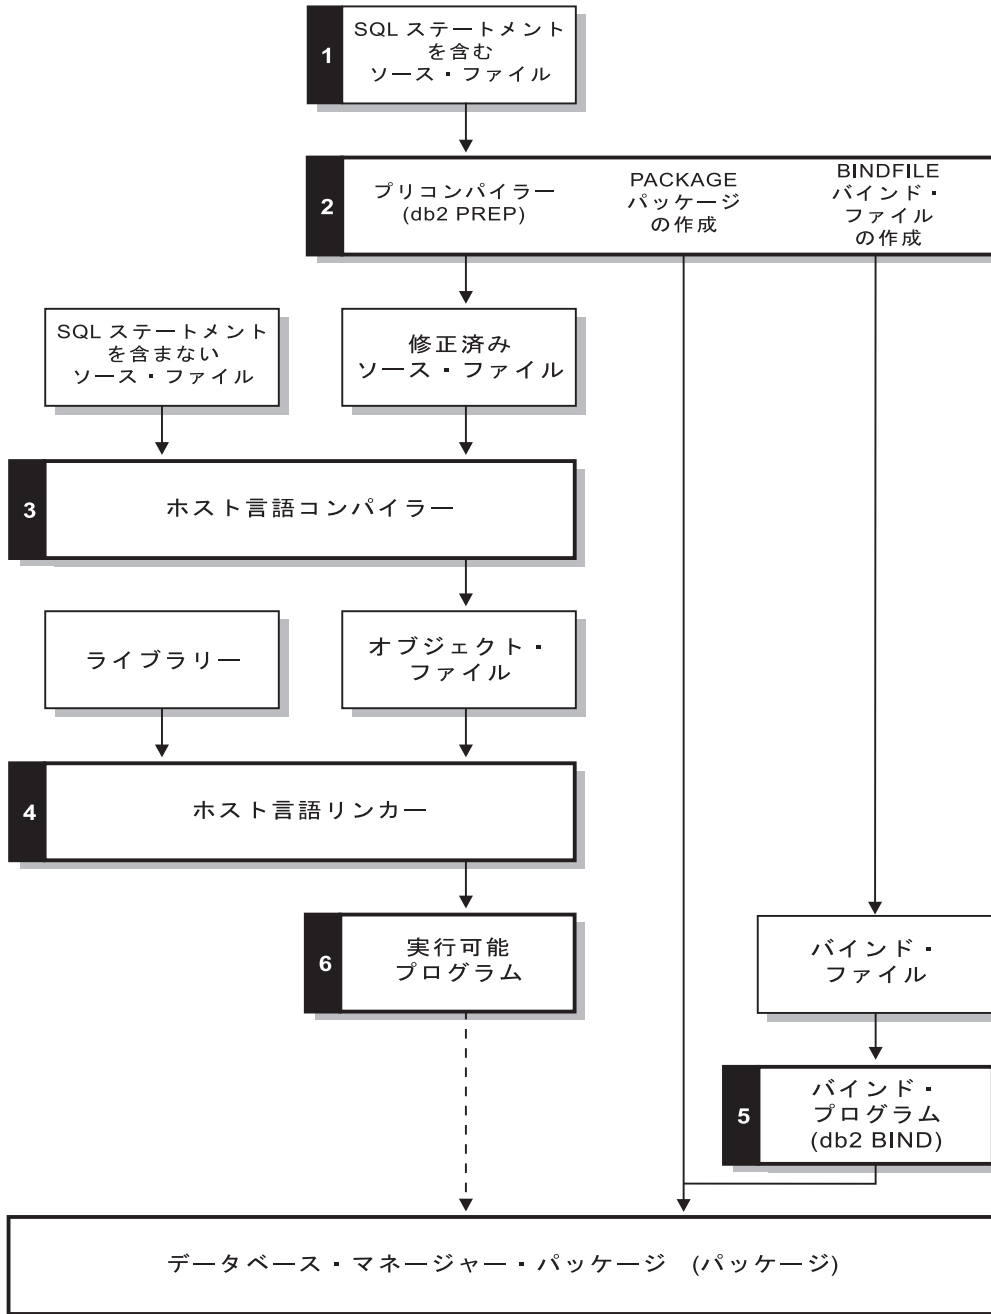 1
SQL ステートメント
を含む
ソース・ファイル
2
プリコンパイラー
(db2 PREP)
PACKAGE
パッケージ
の作成
BINDFILE
バインド・
ファイル
の作成
SQL ステートメント
を含まない
ソース・ファイル
修正済み
ソース・ファイル
3
ホスト言語コンパイラー
ライブラリー
オブジェクト・
ファイル
4
ホスト言語リンカー
6
実行可能
プログラム
バインド・
ファイル
5
バインド・
プログラム
(db2 BIND)
データベース・マネージャー・パッケージ (パッケージ)